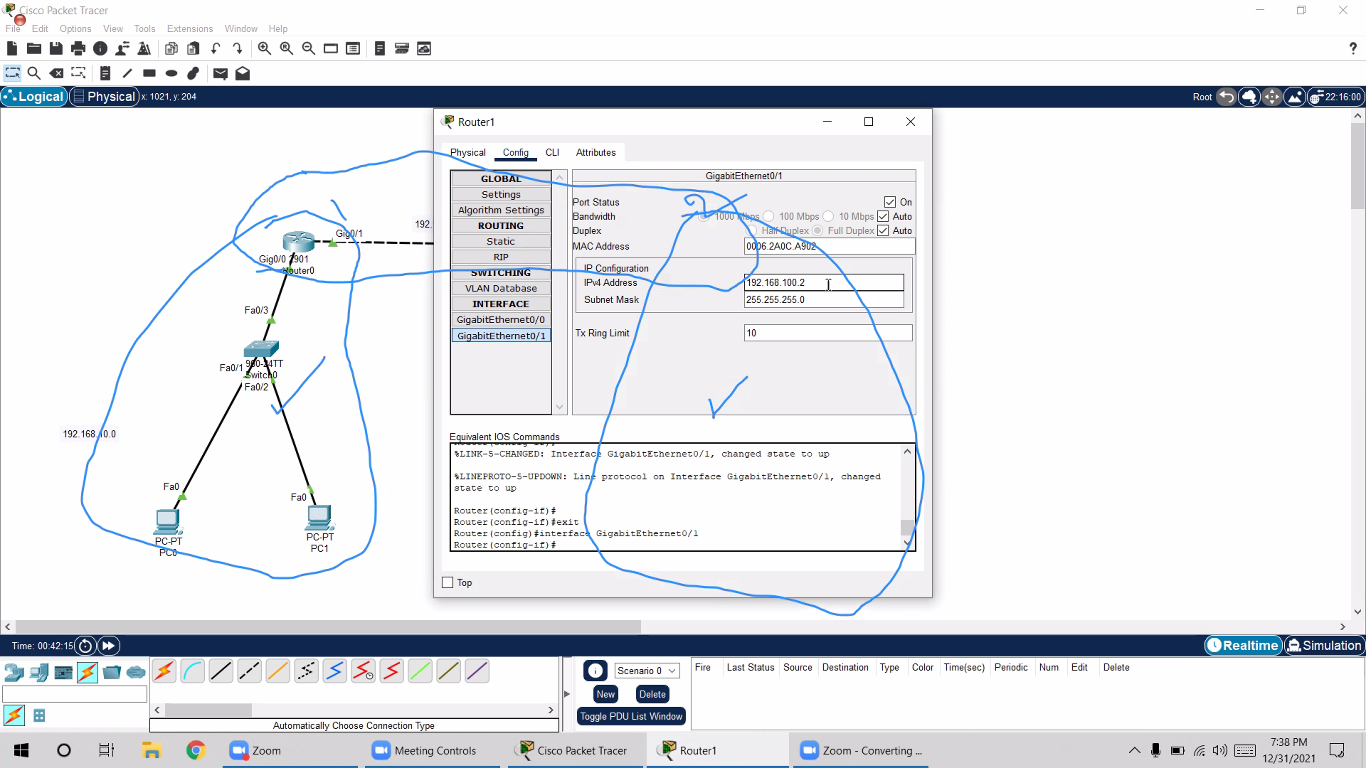 Cisco Packet Tracer
File Edit Options View Tools Extensions Window Help
?
Logical Physical x: 1021, y: 204
Root 22:16:00
Router1
Physical Config CLI Attributes
GLOBAL
Settings
Algorithm Settings
ROUTING
Static
RIP
SWITCHING
VLAN Database
INTERFACE
GigabitEthernet0/0
GigabitEthernet0/1
GigabitEthernet0/1
Port Status On
Bandwidth 1000 Mbps 100 Mbps 10 Mbps Auto
Duplex Half Duplex Full Duplex Auto
MAC Address 0006.2A0C.A902
IP Configuration
IPv4 Address 192.168.100.2
Subnet Mask 255.255.255.0
Tx Ring Limit 10
Equivalent IOS Commands
%LINK-5-CHANGED: Interface GigabitEthernet0/1, changed state to up
%LINEPROTO-5-UPDOWN: Line protocol on Interface GigabitEthernet0/1, changed
state to up
Router(config-if)#
Router(config-if)#exit
Router(config)#interface GigabitEthernet0/1
Router(config-if)#
Top
192.
Gig0/1
Gig0/0 2901
Router0
Fa0/3
Fa0/1
Switch0
Fa0/2
192.168.10.0
Fa0
Fa0
PC-PT
PC0
PC-PT
PC1
Time: 00:42:15
Realtime Simulation
Scenario 0
New Delete
Toggle PDU List Window
Fire Last Status Source Destination Type Color Time(sec) Periodic Num Edit Delete
Automatically Choose Connection Type
Zoom
Meeting Controls
Cisco Packet Tracer
Router1
Zoom - Converting ...
7:38 PM
12/31/2021